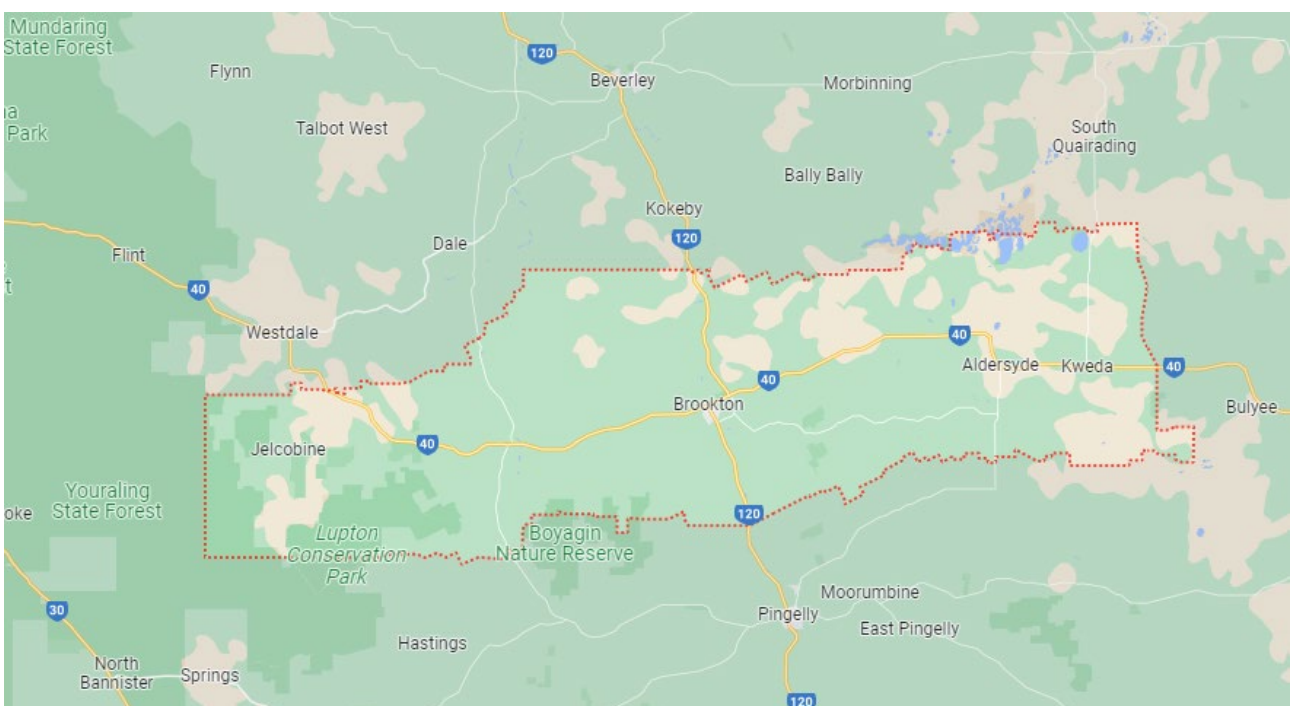 Mundaring
State Forest
Flynn
120
Beverley
Morbinning
na
Park
Talbot West
South
Quairading
Bally Bally
Kokeby
120
Dale
Flint
40
t
Westdale
40
Aldersyde
Kweda
40
Bulyee
40
Brookton
Jelcobine
40
Youraling
State Forest
oke
120
Lupton
Conservation
Park
Boyagin
Nature Reserve
30
Moorumbine
Pingelly
East Pingelly
Hastings
North
Bannister
Springs
120